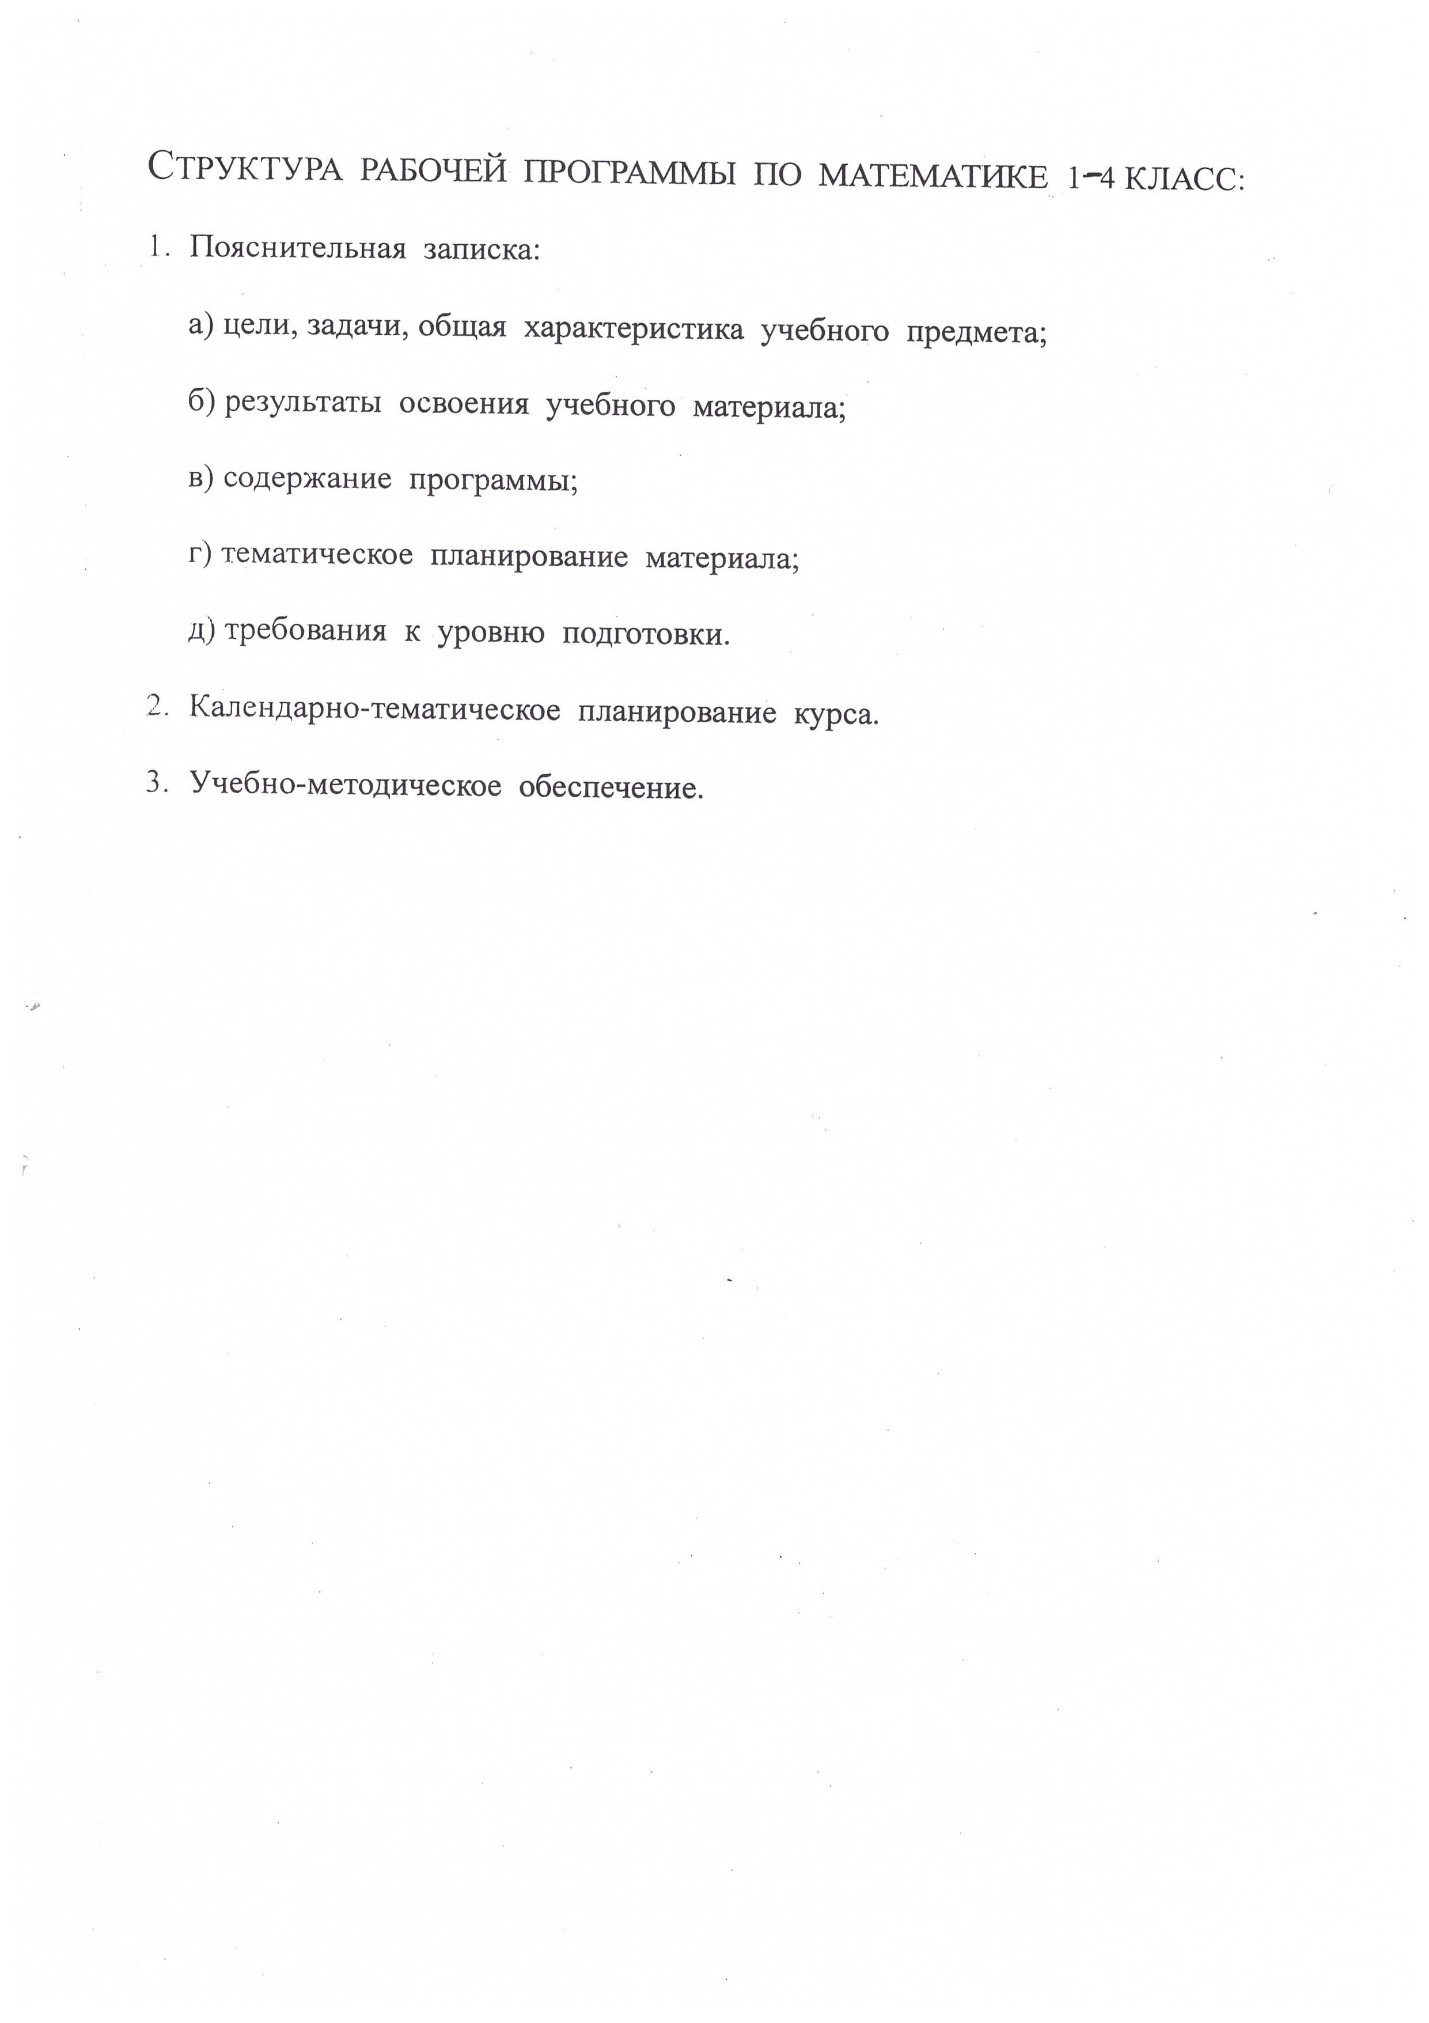 СТРУКТУРА РАБОЧЕЙ ПРОГРАММЫ ПО МАТЕМАТИКЕ 1-4 КЛАСС:
1. Пояснительная записка:
а) цели, задачи, общая характеристика учебного предмета;
б) результаты освоения учебного материала;
в) содержание программы;
г) тематическое планирование материала;
д) требования к уровню подготовки.
2. Календарно-тематическое планирование курса.
3. Учебно-методическое обеспечение.